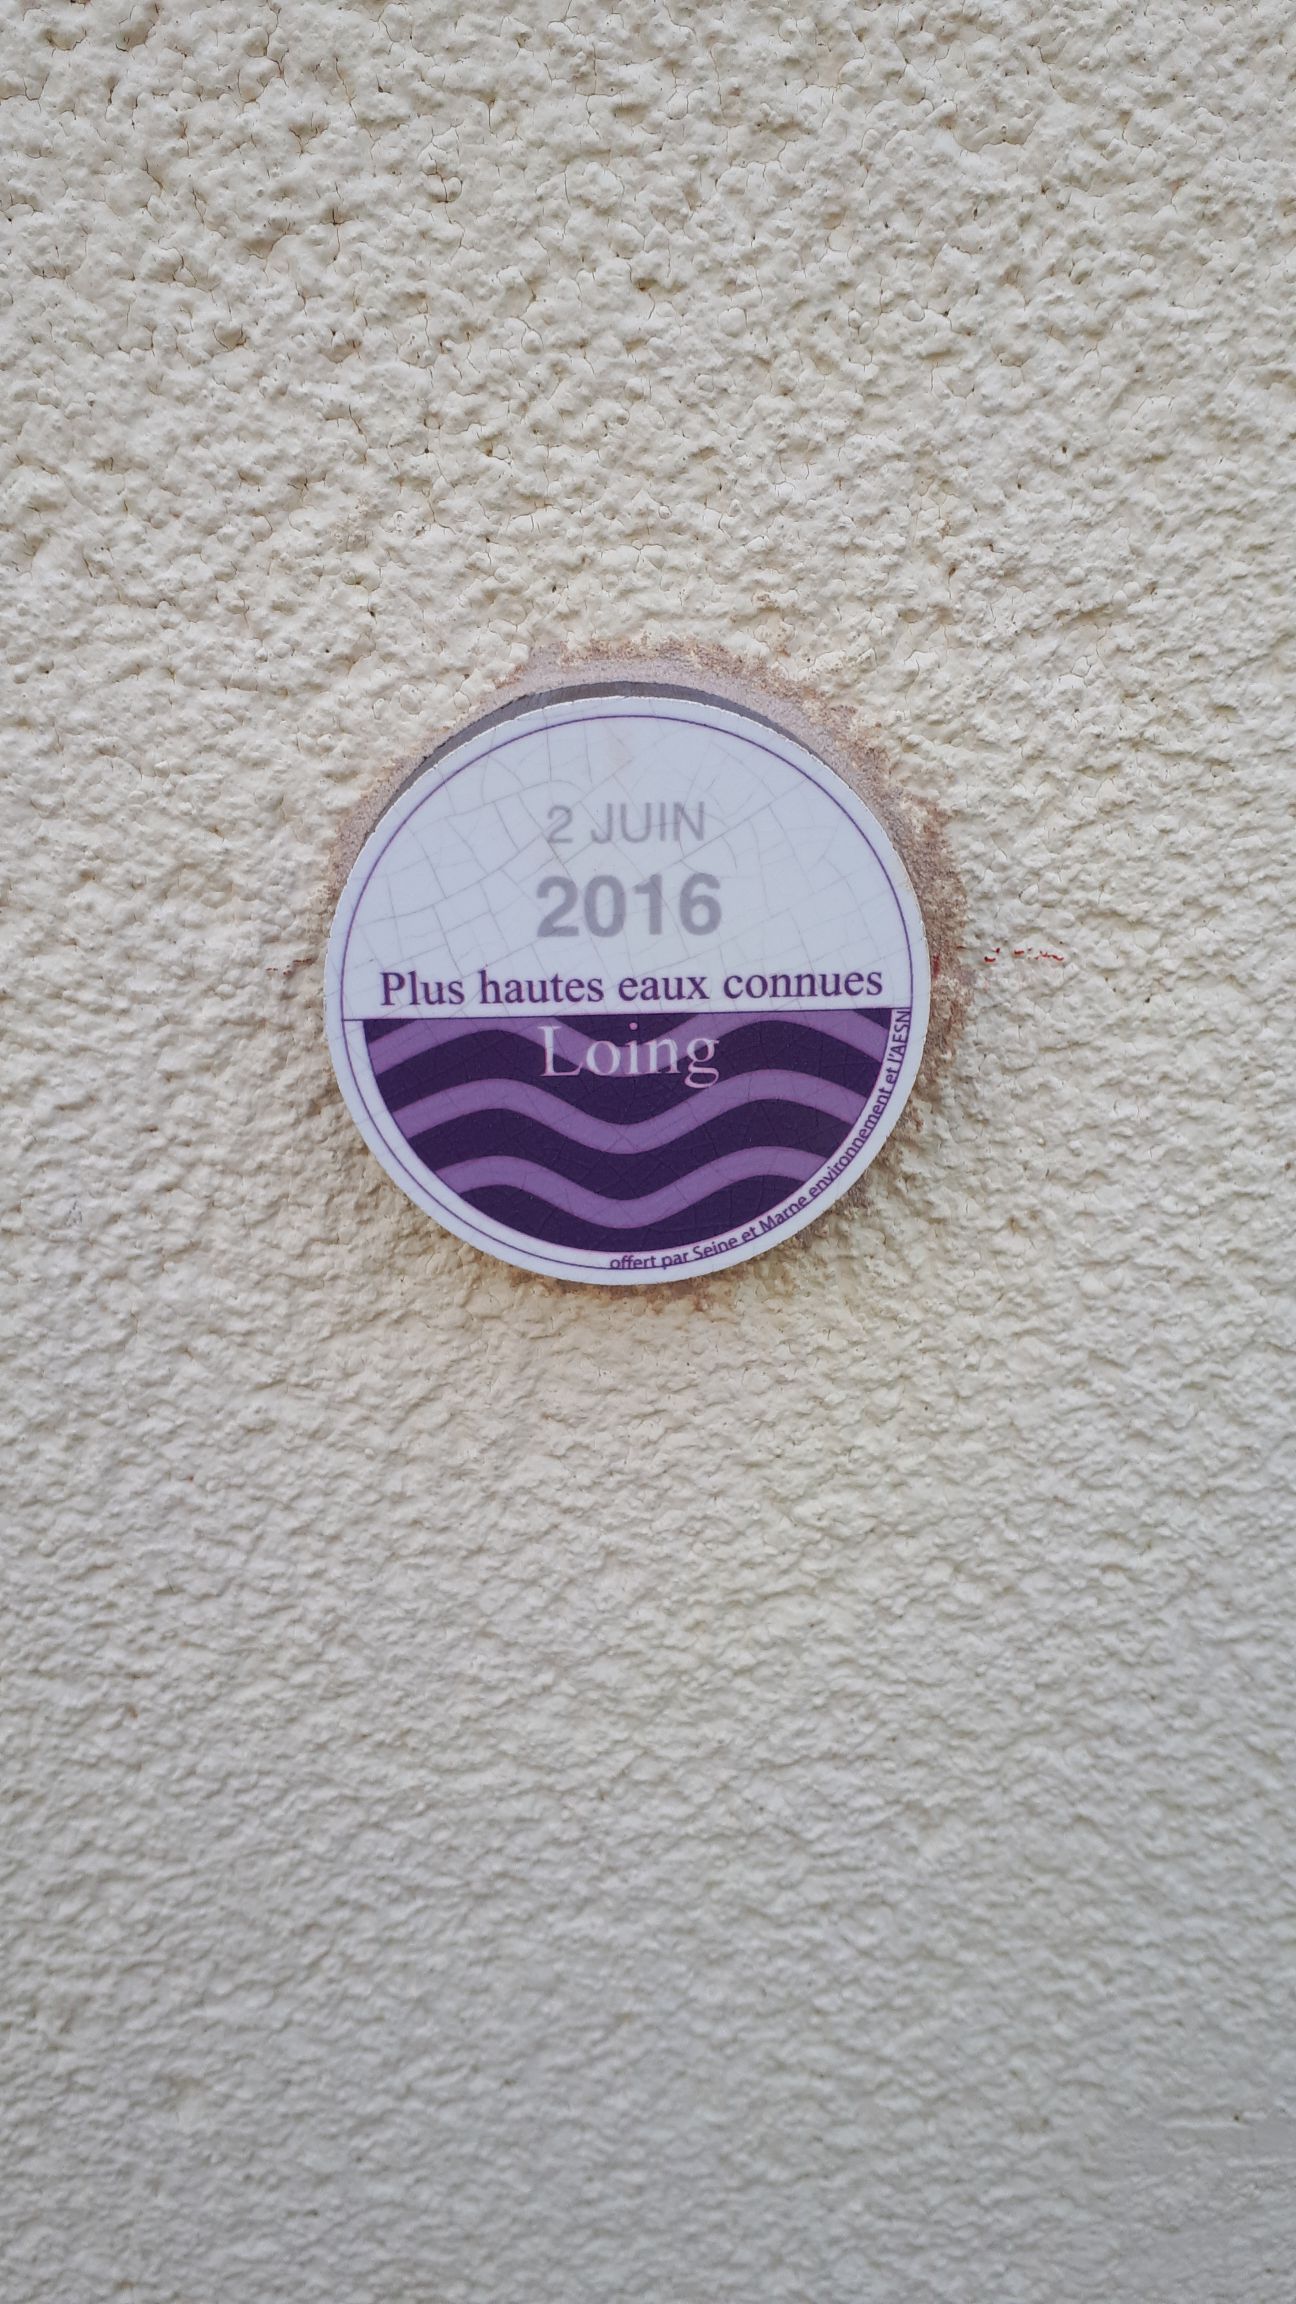 2 JUIN
2016
Plus hautes eaux connues
Loing
offert par Seine et Marne environnement et l'AESN